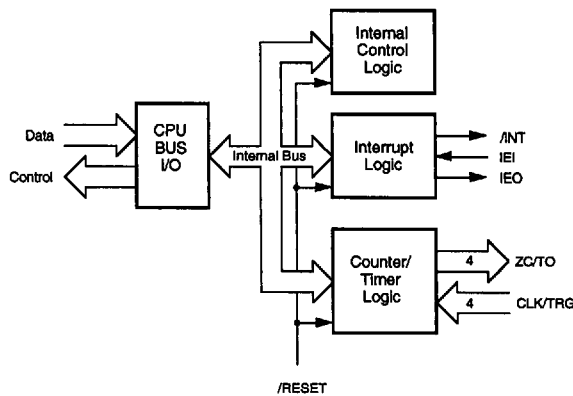 Internal
Control
Logic
CPU
BUS
I/O
Data
Control
Internal Bus
Interrupt
Logic
/INT
IEI
IEO
Counter/
Timer
Logic
4
ZC/TO
4
CLK/TRG
/RESET